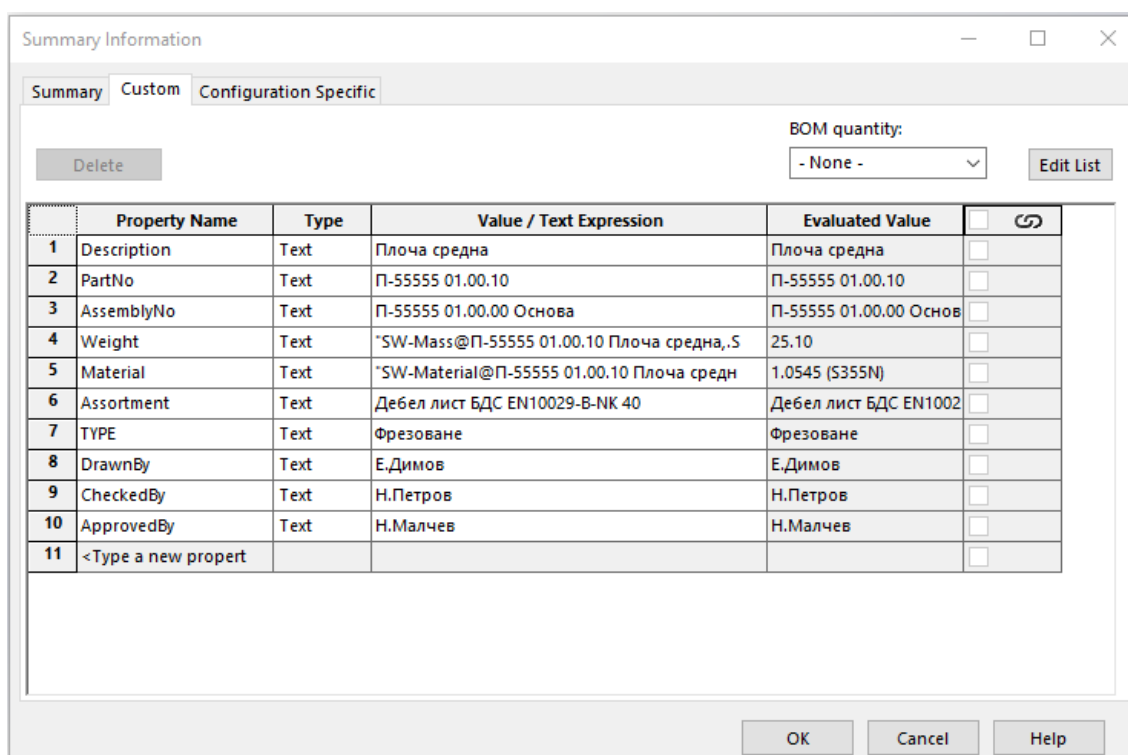 Summary Information
Summary Custom Configuration Specific
BOM quantity:
Delete - None - Edit List
Property Name Type Value / Text Expression Evaluated Value
1 Description Text Плоча средна Плоча средна
2 PartNo Text П-55555 01.00.10 П-55555 01.00.10
3 AssemblyNo Text П-55555 01.00.00 Основа П-55555 01.00.00 Основ
4 Weight Text "SW-Mass@П-55555 01.00.10 Плоча средна,.S 25.10
5 Material Text "SW-Material@П-55555 01.00.10 Плоча средн 1.0545 (S355N)
6 Assortment Text Дебел лист БДС EN10029-B-NK 40 Дебел лист БДС EN1002
7 TYPE Text Фрезоване Фрезоване
8 DrawnBy Text Е.Димов Е.Димов
9 CheckedBy Text Н.Петров Н.Петров
10 ApprovedBy Text Н.Малчев Н.Малчев
11 <Type a new propert
OK Cancel Help